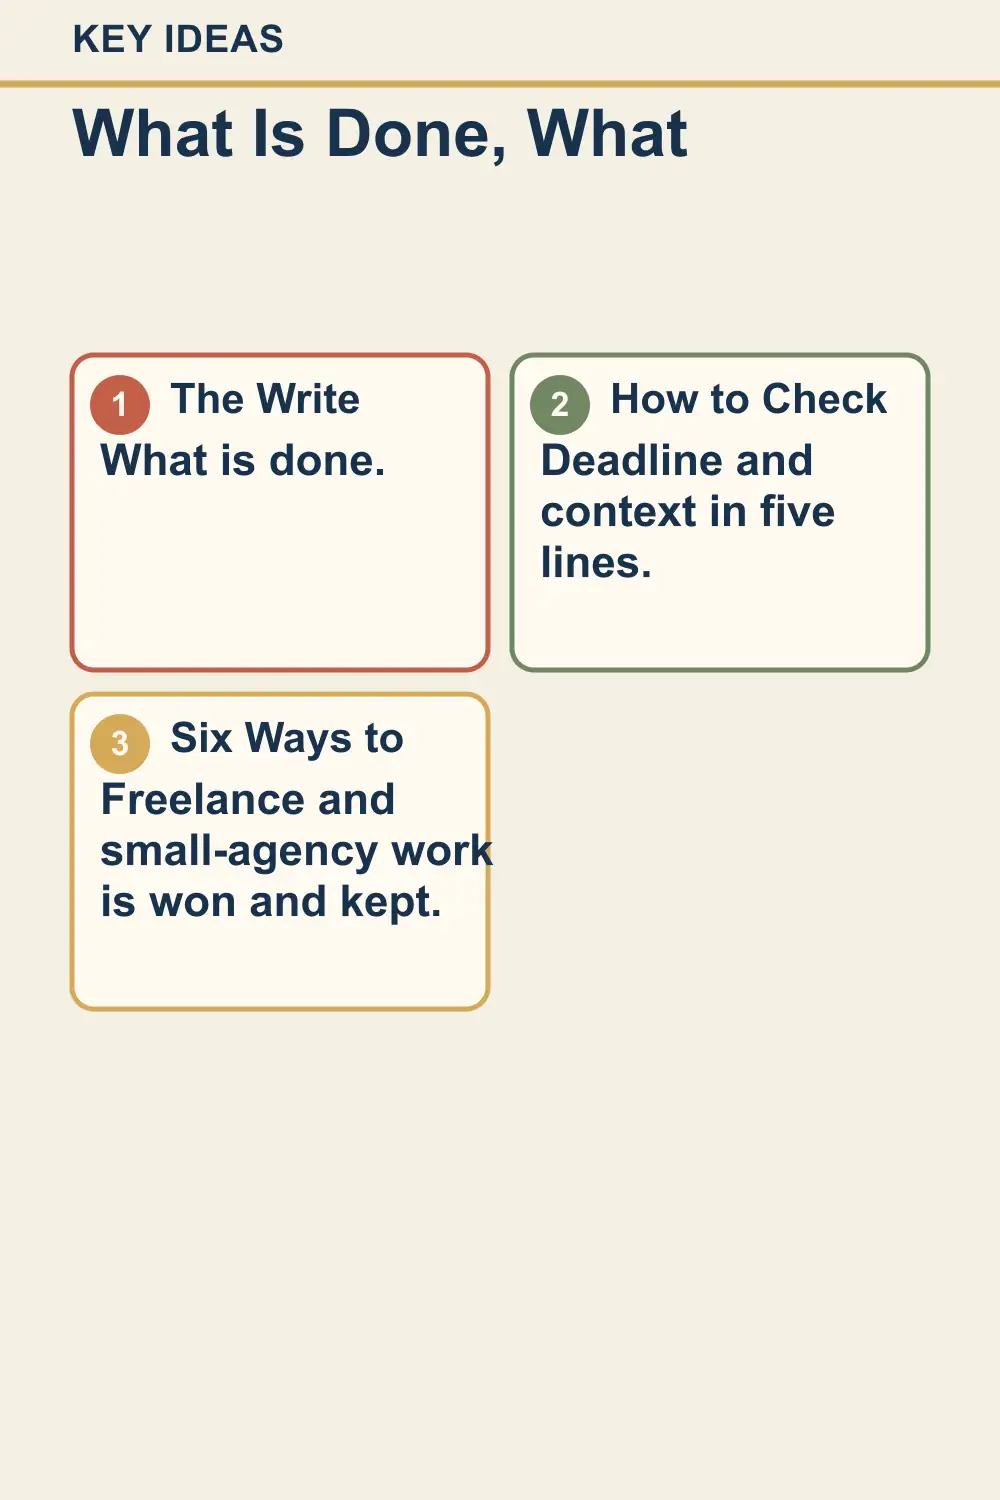 KEY IDEAS
What Is Done, What
1 The Write
What is done.
2 How to Check
Deadline and
context in five
lines.
3 Six Ways to
Freelance and
small-agency work
is won and kept.